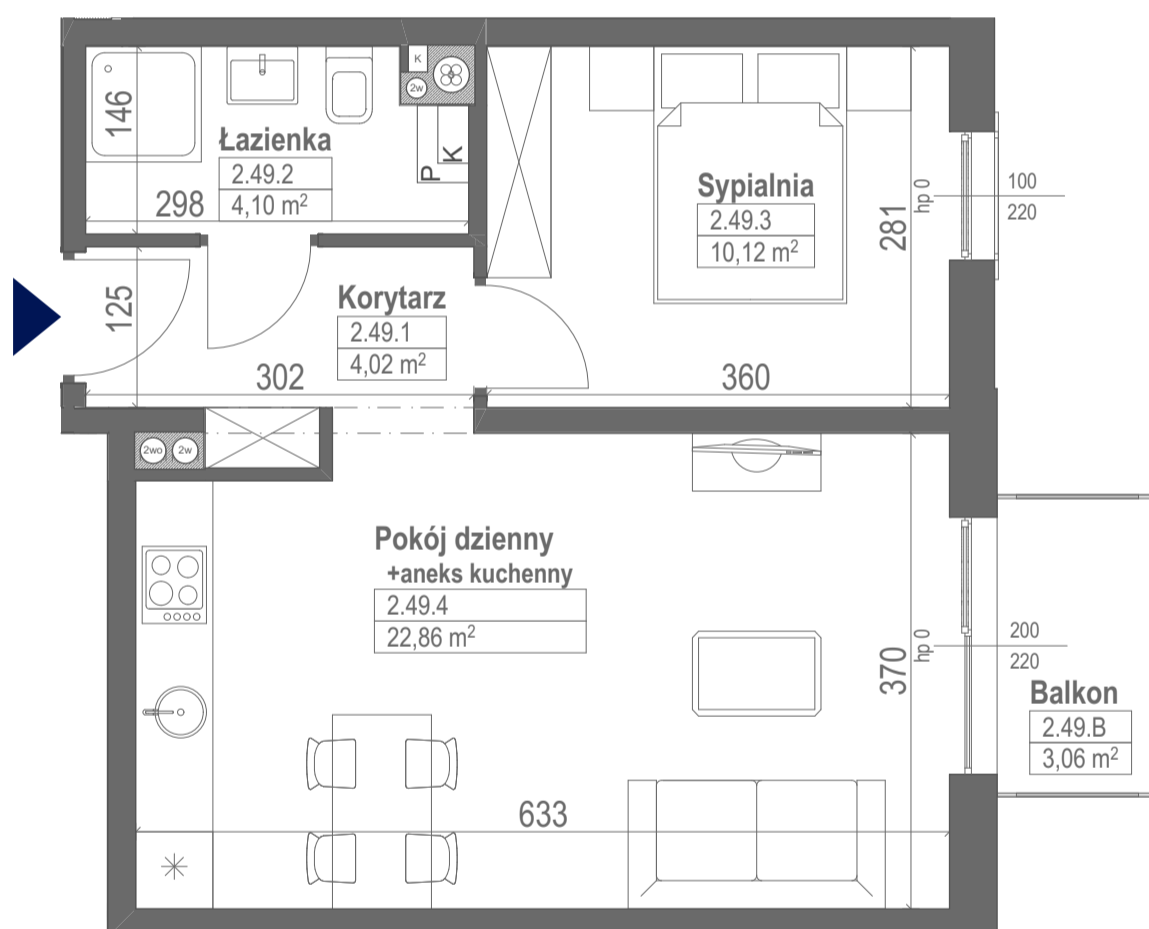 K
2w
146
Łazienka
2.49.2
4,10 m²
298
P
K
Sypialnia
2.49.3
10,12 m²
281
hp 0
100
220
125
Korytarz
2.49.1
4,02 m²
302
360
2wo
2w
Pokój dzienny
+aneks kuchenny
2.49.4
22,86 m²
370
hp 0
200
220
Balkon
2.49.B
3,06 m²
633